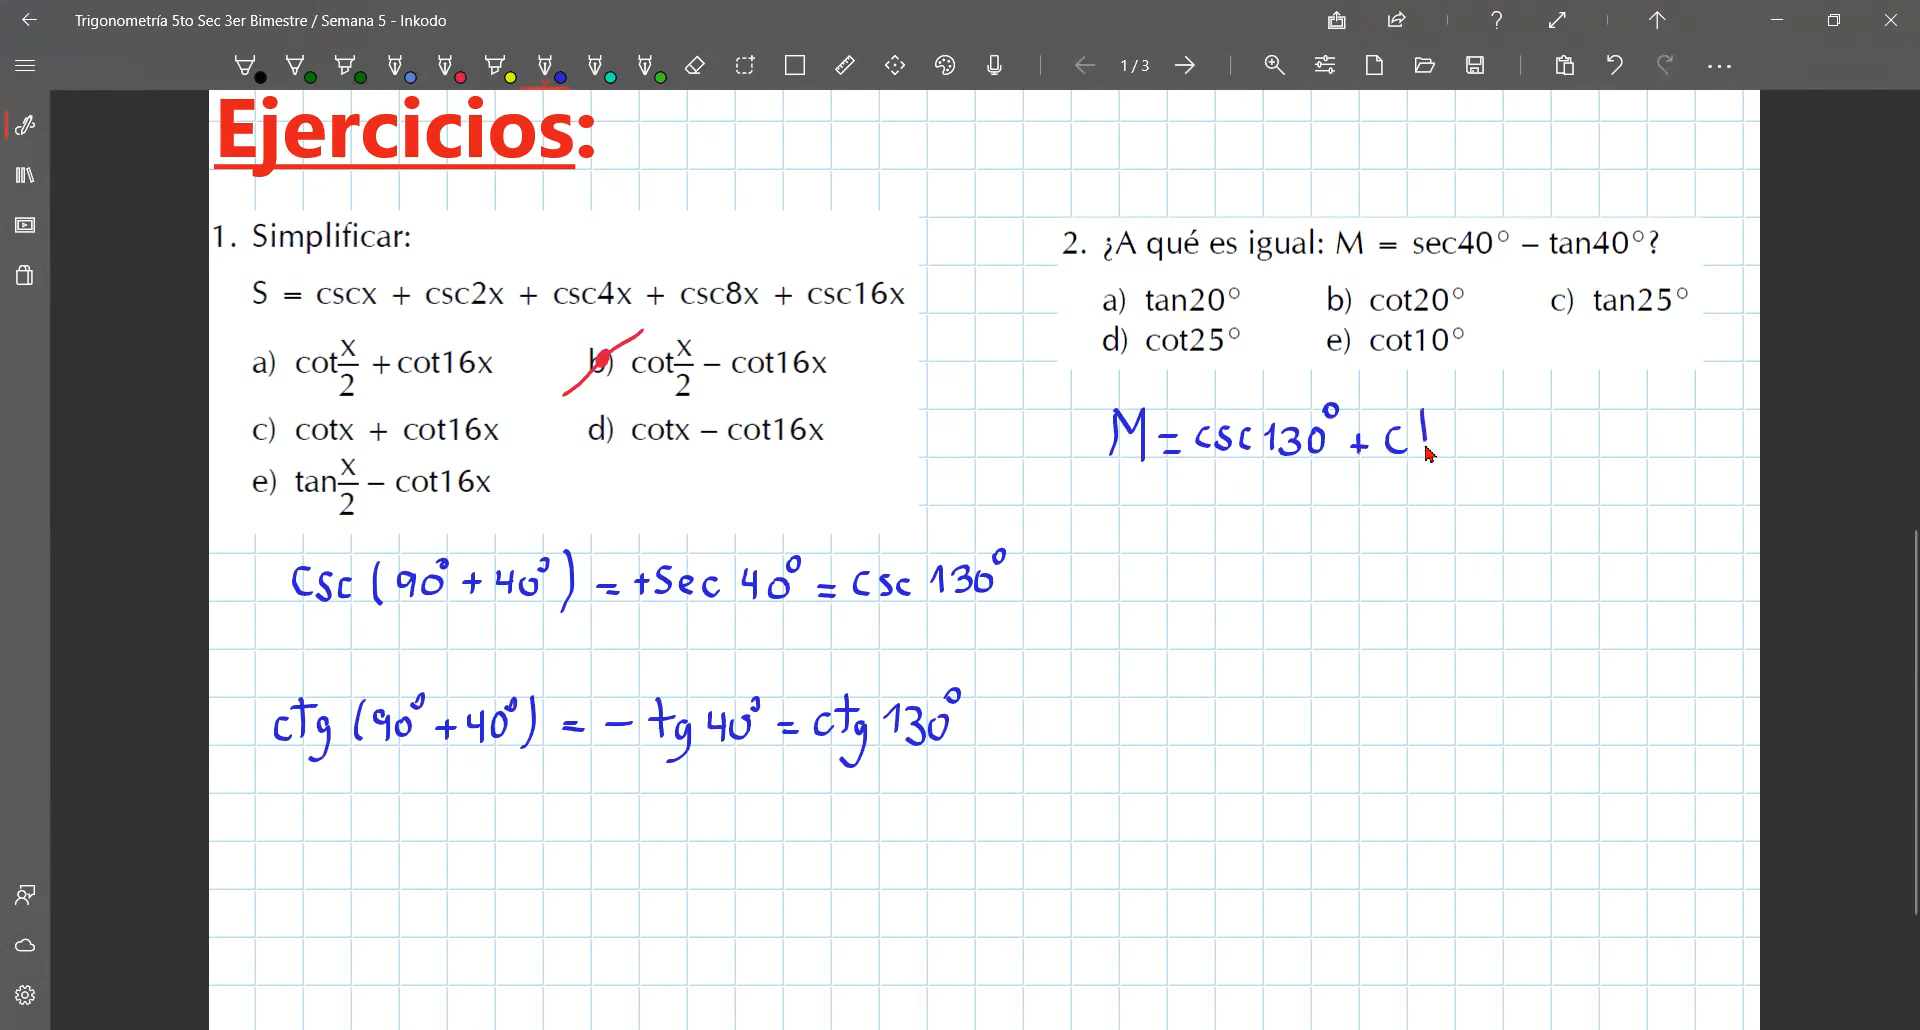 Trigonometría 5to Sec 3er Bimestre / Semana 5 - Inkodo
1 / 3
Ejercicios:
1. Simplificar:
S = cscx + csc2x + csc4x + csc8x + csc16x
a) cot x/2 + cot16x b) cot x/2 – cot16x
c) cotx + cot16x d) cotx – cot16x
e) tan x/2 – cot16x
2. ¿A qué es igual: M = sec40° – tan40°?
a) tan20° b) cot20° c) tan25°
d) cot25° e) cot10°
M = csc 130° + c
csc (90° + 40°) = +Sec 40° = csc 130°
ctg (90° + 40°) = – tg 40° = ctg 130°